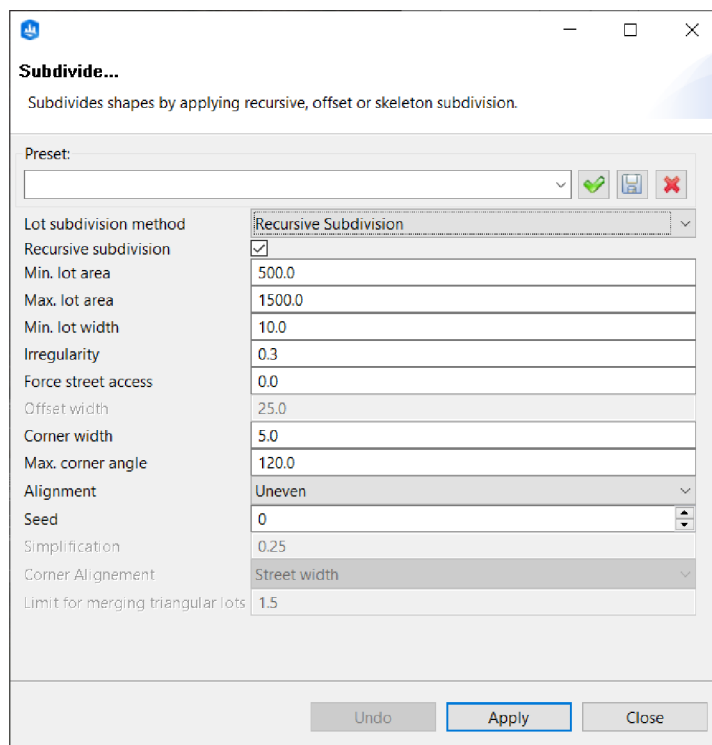 Subdivide...
Subdivides shapes by applying recursive, offset or skeleton subdivision.
Preset:
Lot subdivision method Recursive Subdivision
Recursive subdivision
Min. lot area 500.0
Max. lot area 1500.0
Min. lot width 10.0
Irregularity 0.3
Force street access 0.0
Offset width 25.0
Corner width 5.0
Max. corner angle 120.0
Alignment Uneven
Seed 0
Simplification 0.25
Corner Alignement Street width
Limit for merging triangular lots 1.5
Undo Apply Close